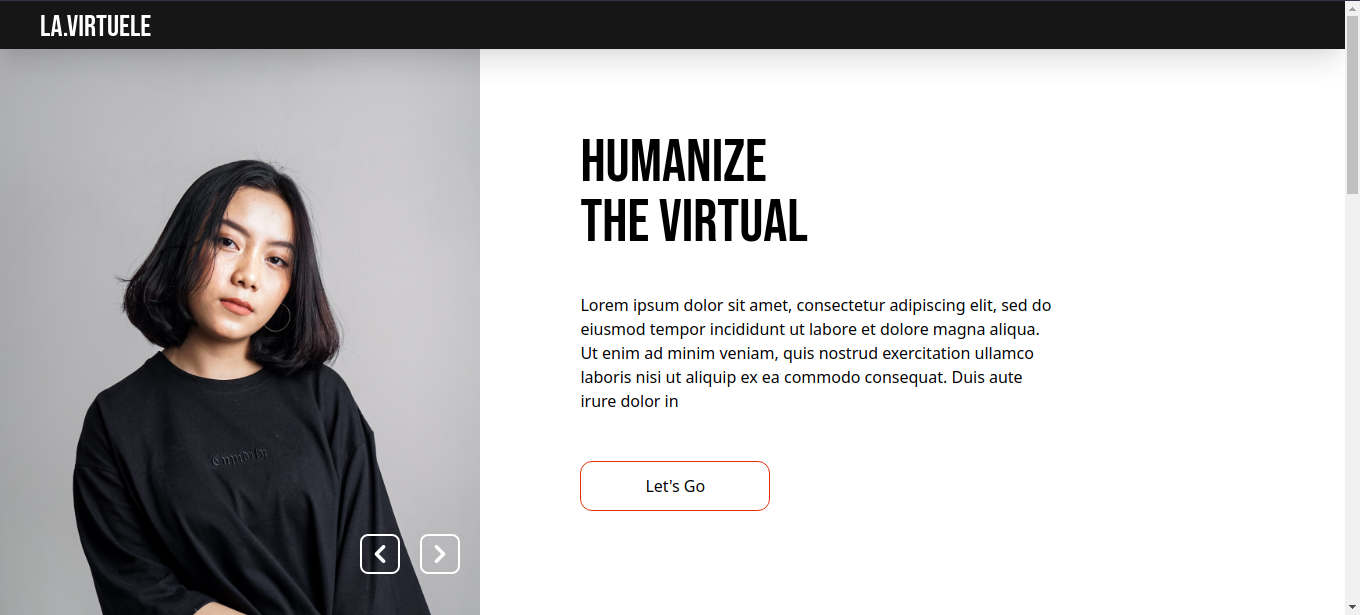 LA.VIRTUELE
HUMANIZE
THE VIRTUAL
Lorem ipsum dolor sit amet, consectetur adipiscing elit, sed do
eiusmod tempor incididunt ut labore et dolore magna aliqua.
Ut enim ad minim veniam, quis nostrud exercitation ullamco
laboris nisi ut aliquip ex ea commodo consequat. Duis aute
irure dolor in
Let's Go